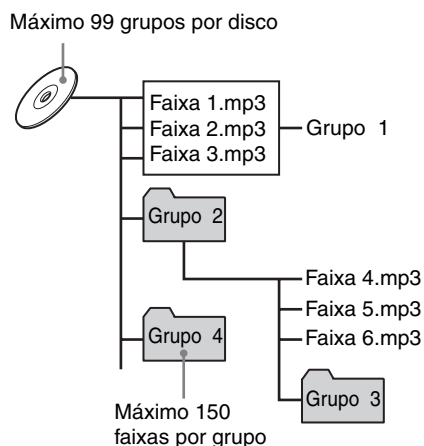 Máximo 99 grupos por disco
Faixa 1.mp3
Faixa 2.mp3
Faixa 3.mp3
Grupo 1
Grupo 2
Faixa 4.mp3
Faixa 5.mp3
Faixa 6.mp3
Grupo 4
Grupo 3
Máximo 150
faixas por grupo